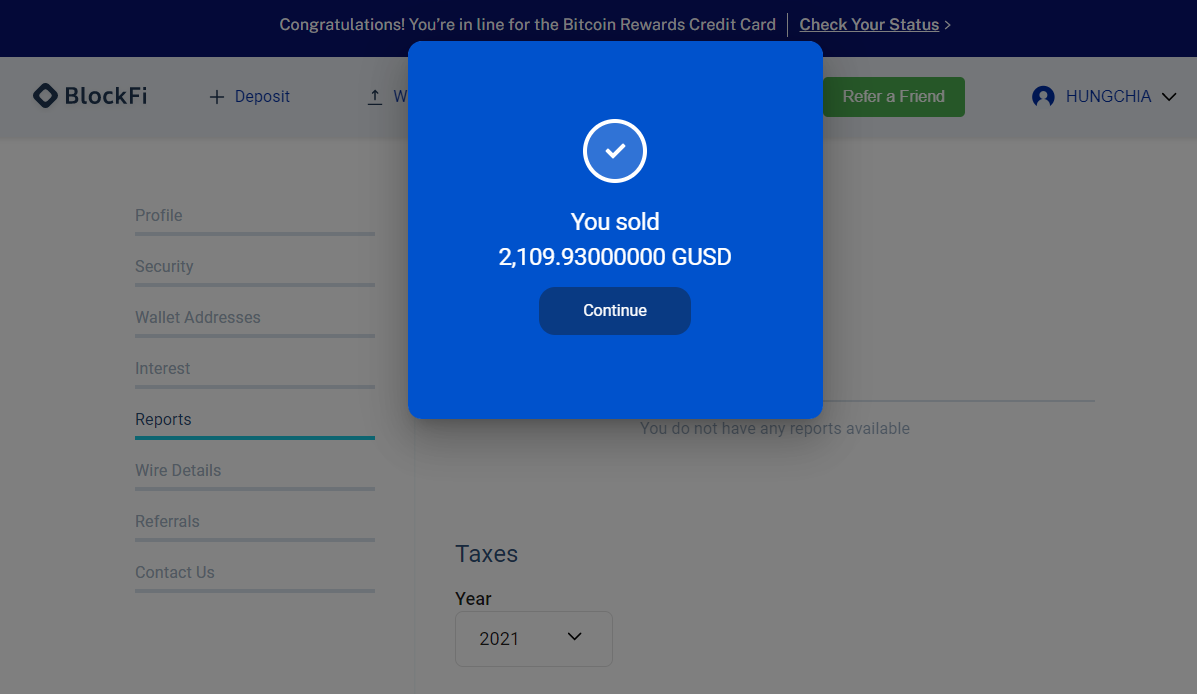 Congratulations! You're in line for the Bitcoin Rewards Credit Card Check Your Status >
BlockFi + Deposit W Refer a Friend HUNGCHIA
You sold
2,109.93000000 GUSD
Continue
Profile
Security
Wallet Addresses
Interest
Reports
Wire Details
Referrals
Contact Us
You do not have any reports available
Taxes
Year
2021